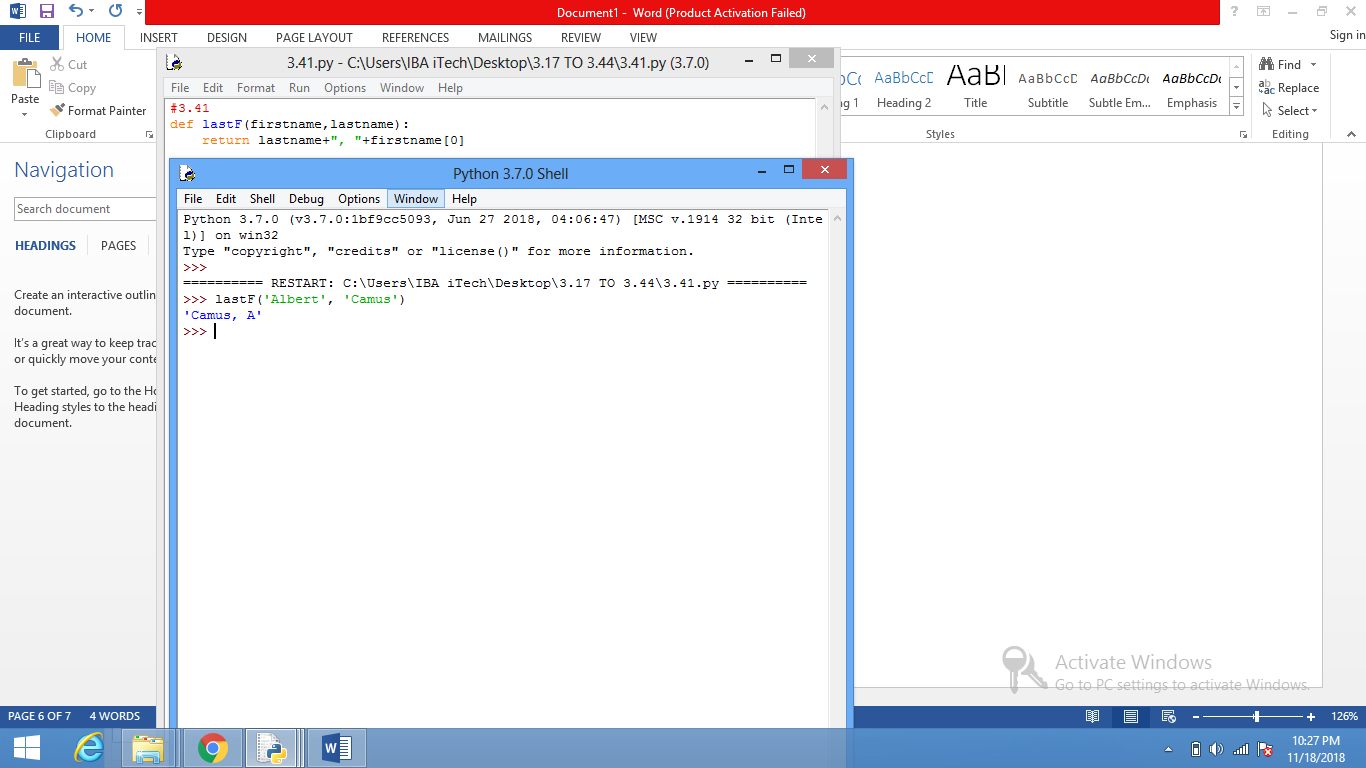 Document1 - Word (Product Activation Failed)
FILE HOME INSERT DESIGN PAGE LAYOUT REFERENCES MAILINGS REVIEW VIEW Sign in
3.41.py - C:\Users\IBA iTech\Desktop\3.17 TO 3.44\3.41.py (3.7.0)
Paste
Cut
Copy
Format Painter
Clipboard
File Edit Format Run Options Window Help
#3.41
def lastF(firstname,lastname):
    return lastname+", "+firstname[0]
AaBbCcD AaBbCcD AaBbCcDc AaBbCcDc
Heading 2 Title Subtitle Subtle Em... Emphasis
Styles
Find
Replace
Select
Editing
Navigation
Search document
HEADINGS PAGES
Create an interactive
document.
It's a great way to keep
or quickly move your
To get started, go to the
Heading styles to the
document.
Python 3.7.0 Shell
File Edit Shell Debug Options Window Help
Python 3.7.0 (v3.7.0:1bf9cc5093, Jun 27 2018, 04:06:47) [MSC v.1914 32 bit (Inte
l)] on win32
Type "copyright", "credits" or "license()" for more information.
>>>
========== RESTART: C:\Users\IBA iTech\Desktop\3.17 TO 3.44\3.41.py ==========
>>> lastF('Albert', 'Camus')
'Camus, A'
>>>
Activate Windows
Go to PC settings to activate Windows.
PAGE 6 OF 7 4 WORDS 126%
10:27 PM
11/18/2018